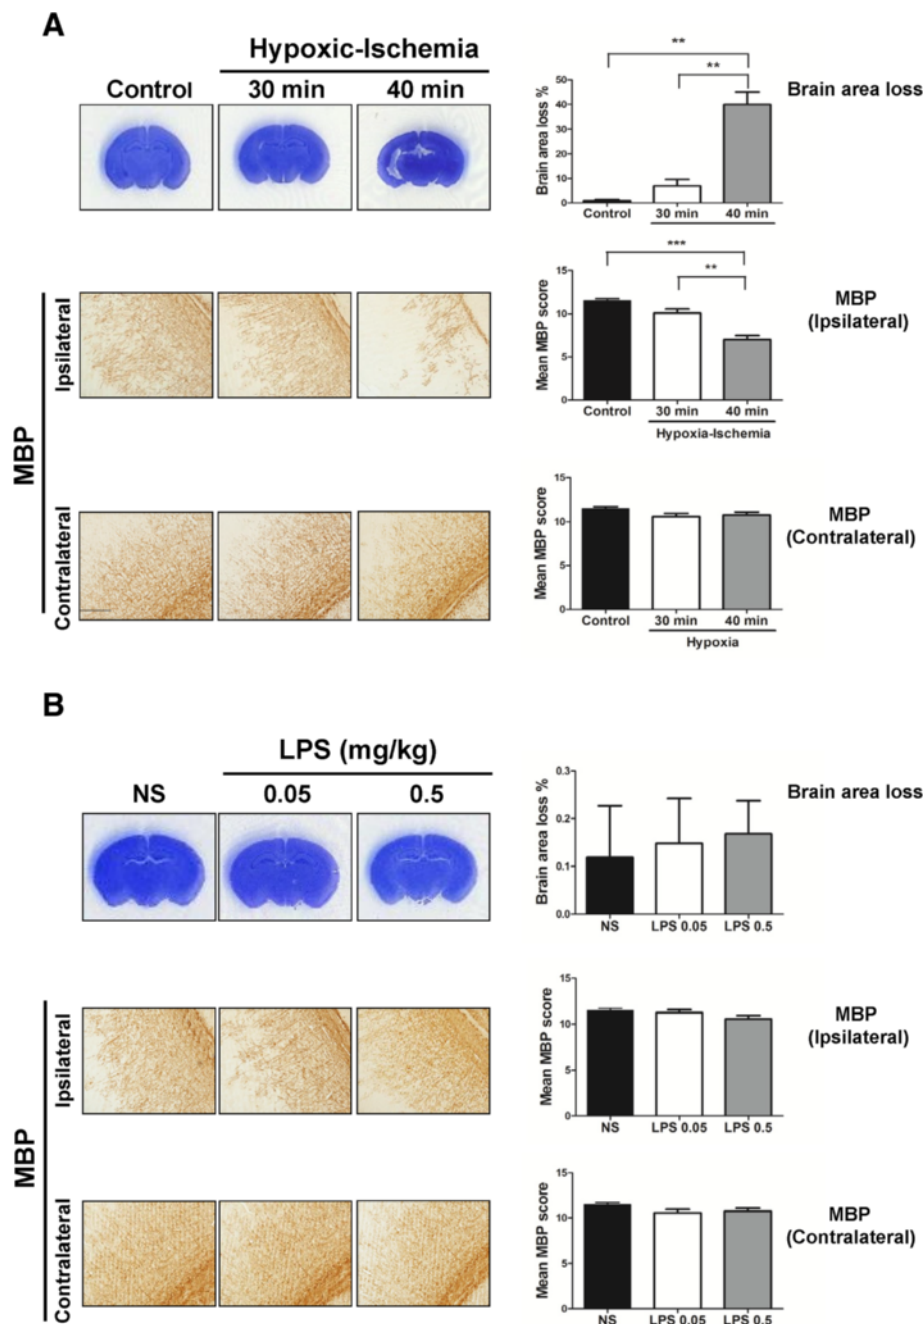 A
Hypoxic-Ischemia
Control 30 min 40 min
**
**
Brain area loss %
50
40
30
20
10
0
Control 30 min 40 min
Brain area loss
MBP
Ipsilateral
***
**
Mean MBP score
15
10
5
0
Control 30 min 40 min
Hypoxia-Ischemia
MBP
(Ipsilateral)
Contralateral
Mean MBP score
15
10
5
0
Control 30 min 40 min
Hypoxia
MBP
(Contralateral)
B
LPS (mg/kg)
NS 0.05 0.5
Brain area loss %
0.3
0.2
0.1
0.0
NS LPS 0.05 LPS 0.5
Brain area loss
MBP
Ipsilateral
Mean MBP score
15
10
5
0
NS LPS 0.05 LPS 0.5
MBP
(Ipsilateral)
Contralateral
Mean MBP score
15
10
5
0
NS LPS 0.05 LPS 0.5
MBP
(Contralateral)